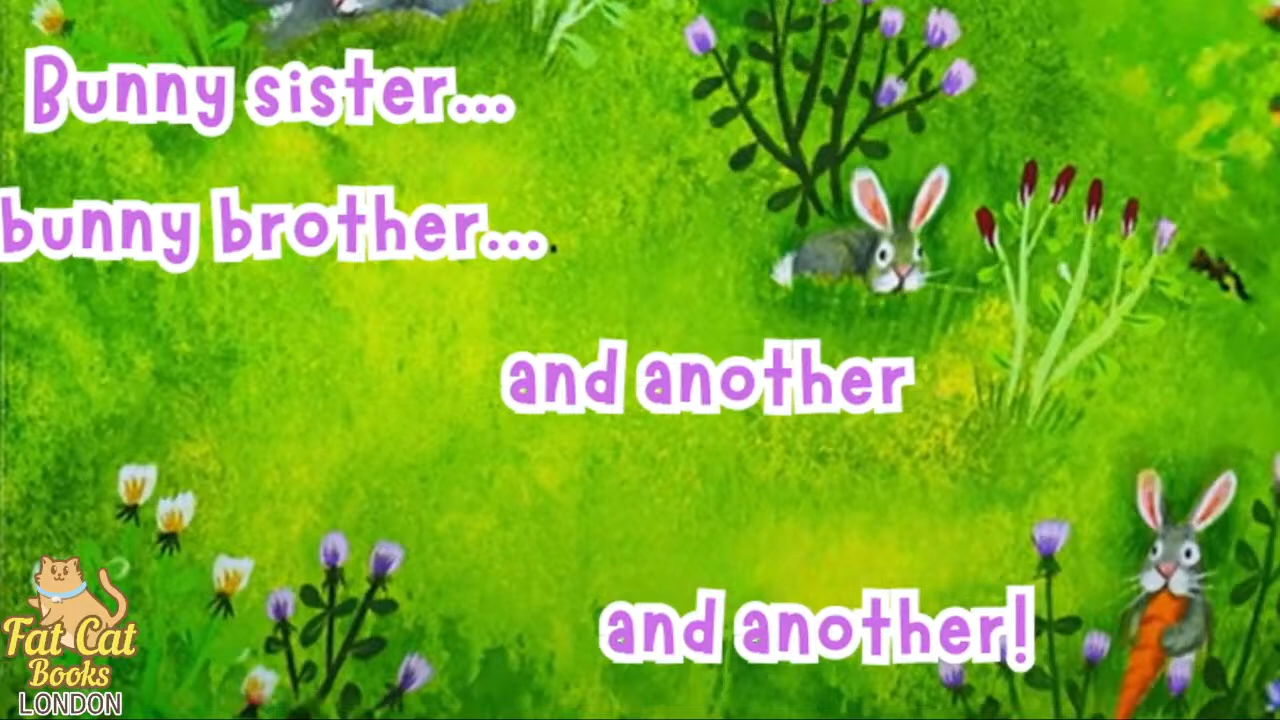 Bunny sister...
bunny brother...
and another
and another!
Fat Cat
Books
LONDON